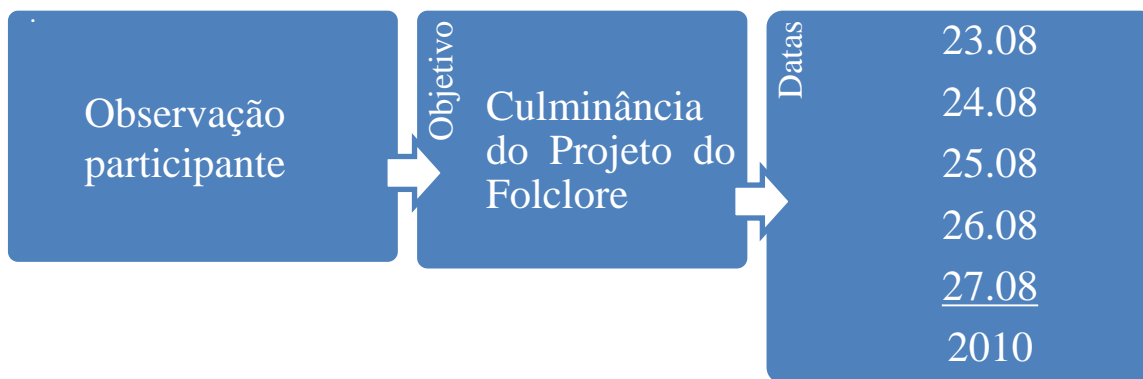 .
Observação
participante
Objetivo
Culminância
do Projeto do
Folclore
Datas
23.08
24.08
25.08
26.08
27.08
2010